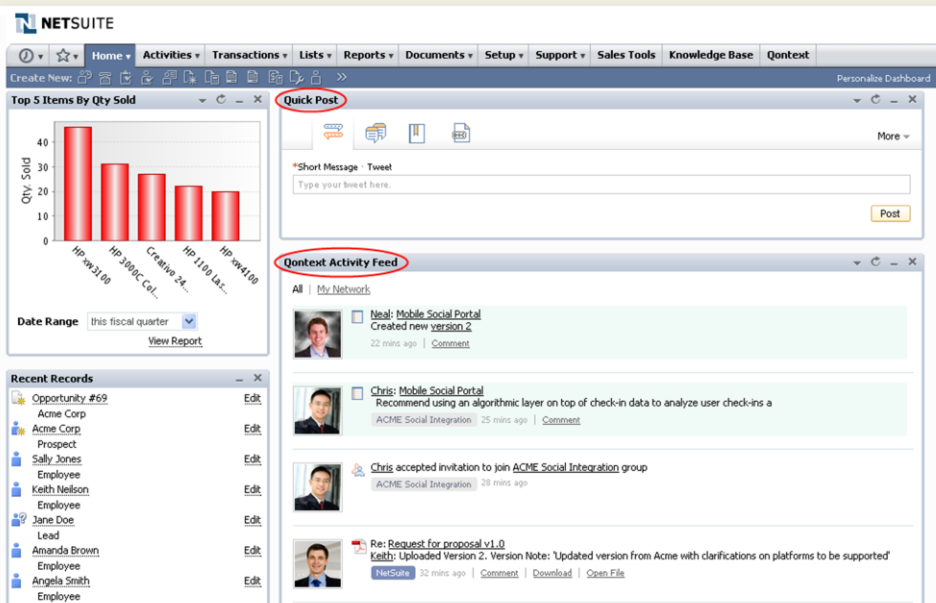 NETSUITE
Home Activities Transactions Lists Reports Documents Setup Support Sales Tools Knowledge Base Qontext
Create New: Personalize Dashboard
Top 5 Items By Qty Sold
Qty. Sold
40
30
20
10
0
HP xw3100
HP 3000C Col...
Creativo 24...
HP 1100 Las...
HP xw4100
Date Range this fiscal quarter
View Report
Recent Records
Opportunity #69 Edit
Acme Corp
Acme Corp Edit
Prospect
Sally Jones Edit
Employee
Keith Neilson Edit
Employee
Jane Doe Edit
Lead
Amanda Brown Edit
Employee
Angela Smith Edit
Employee
Quick Post
More
*Short Message · Tweet
Type your tweet here.
Post
Qontext Activity Feed
All | My Network
Neal: Mobile Social Portal
Created new version 2
22 mins ago | Comment
Chris: Mobile Social Portal
Recommend using an algorithmic layer on top of check-in data to analyze user check-ins a
ACME Social Integration 25 mins ago | Comment
Chris accepted invitation to join ACME Social Integration group
ACME Social Integration 28 mins ago
Re: Request for proposal v1.0
Keith: Uploaded Version 2. Version Note: 'Updated version from Acme with clarifications on platforms to be supported'
NetSuite 32 mins ago | Comment | Download | Open File